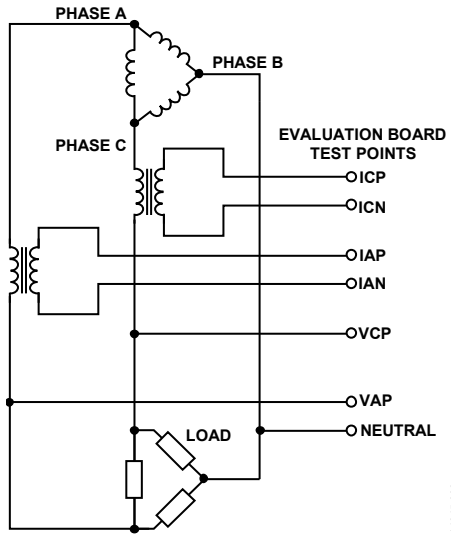 PHASE A
PHASE B
PHASE C
EVALUATION BOARD
TEST POINTS
ICP
ICN
IAP
IAN
VCP
VAP
LOAD
NEUTRAL